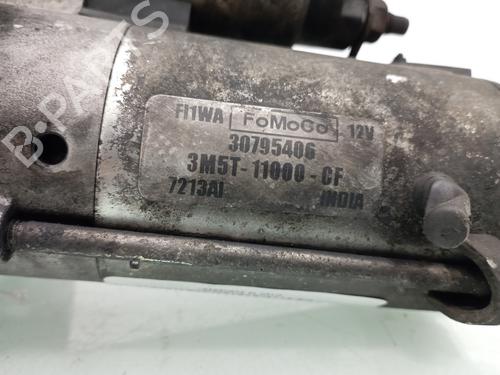 FI1WA FoMoCo 12V
30795406
3M5T-11000-CF
7213AI INDIA
B-PARTS